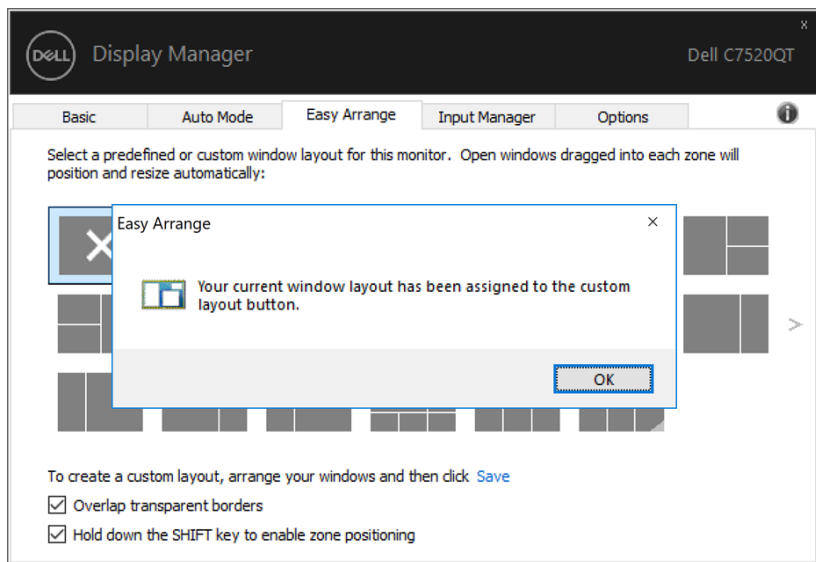 x
DELL
Display Manager
Dell C7520QT
Basic
Auto Mode
Easy Arrange
Input Manager
Options
i
Select a predefined or custom window layout for this monitor. Open windows dragged into each zone will
position and resize automatically:
Easy Arrange
Your current window layout has been assigned to the custom
layout button.
OK
To create a custom layout, arrange your windows and then click Save
Overlap transparent borders
Hold down the SHIFT key to enable zone positioning